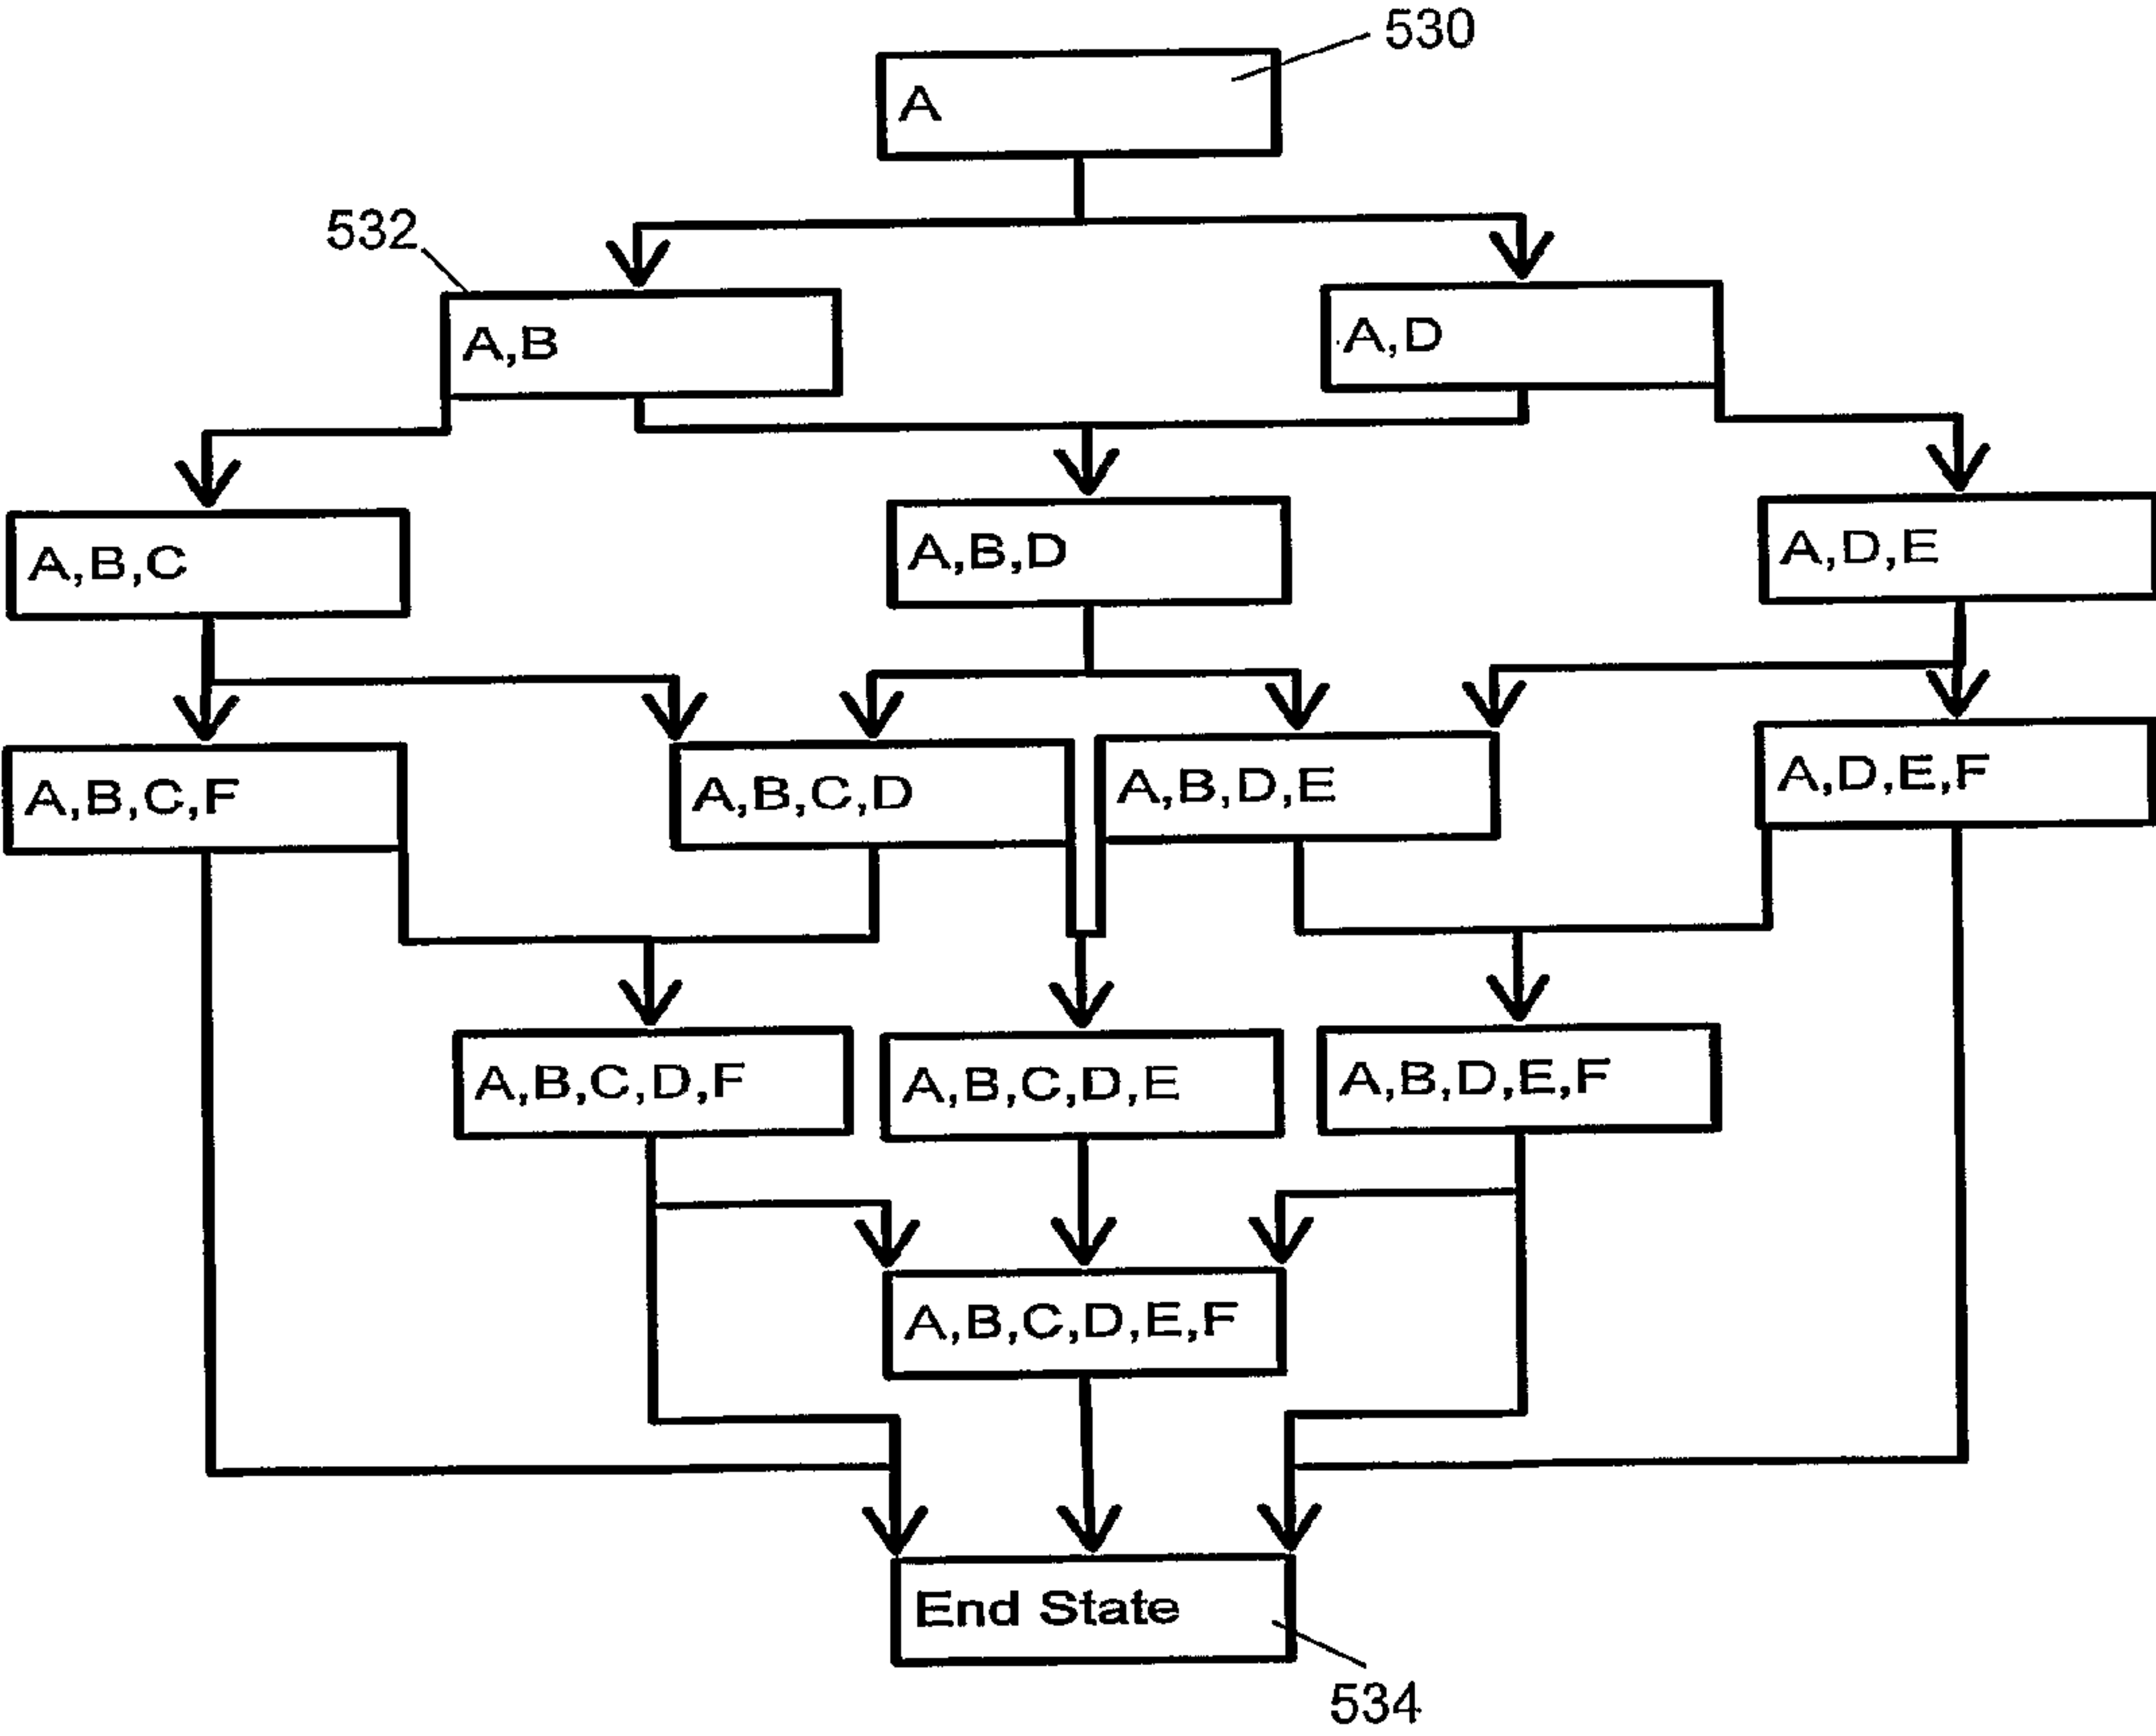 530
A
532
A,B
A,D
A,B,C
A,B,D
A,D,E
A,B,C,F
A,B,C,D
A,B,D,E
A,D,E,F
A,B,C,D,F
A,B,C,D,E
A,B,D,E,F
A,B,C,D,E,F
End State
534